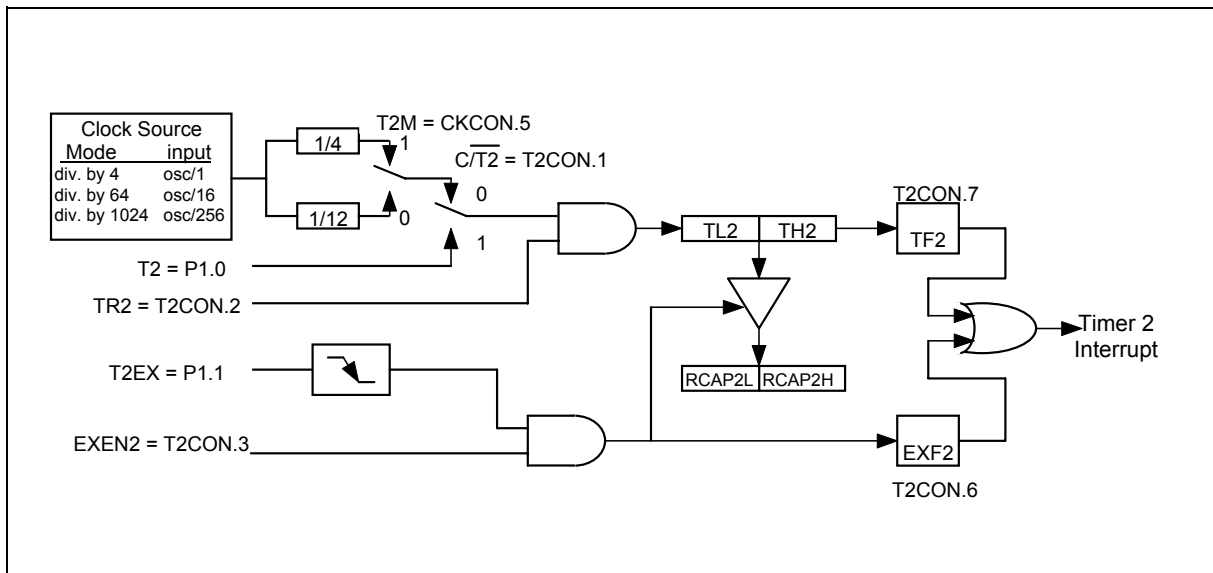 Clock Source
Mode input
div. by 4 osc/1
div. by 64 osc/16
div. by 1024 osc/256
1/4
1/12
T2M = CKCON.5
1
0
C/T2 = T2CON.1
0
1
T2 = P1.0
TR2 = T2CON.2
TL2 TH2
T2CON.7
TF2
Timer 2
Interrupt
T2EX = P1.1
RCAP2L RCAP2H
EXEN2 = T2CON.3
EXF2
T2CON.6